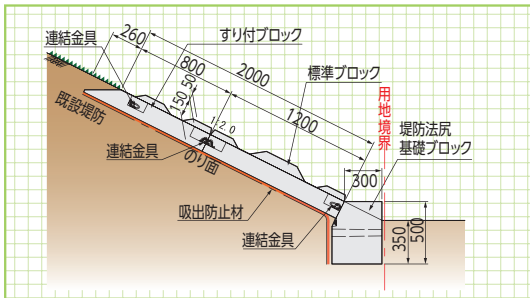 260
連結金具
すり付ブロック
800
2000
標準ブロック
50
150
1:2.0
1200
用地境界
既設堤防
堤防法尻
基礎ブロック
連結金具
のり面
300
吸出防止材
連結金具
350
500